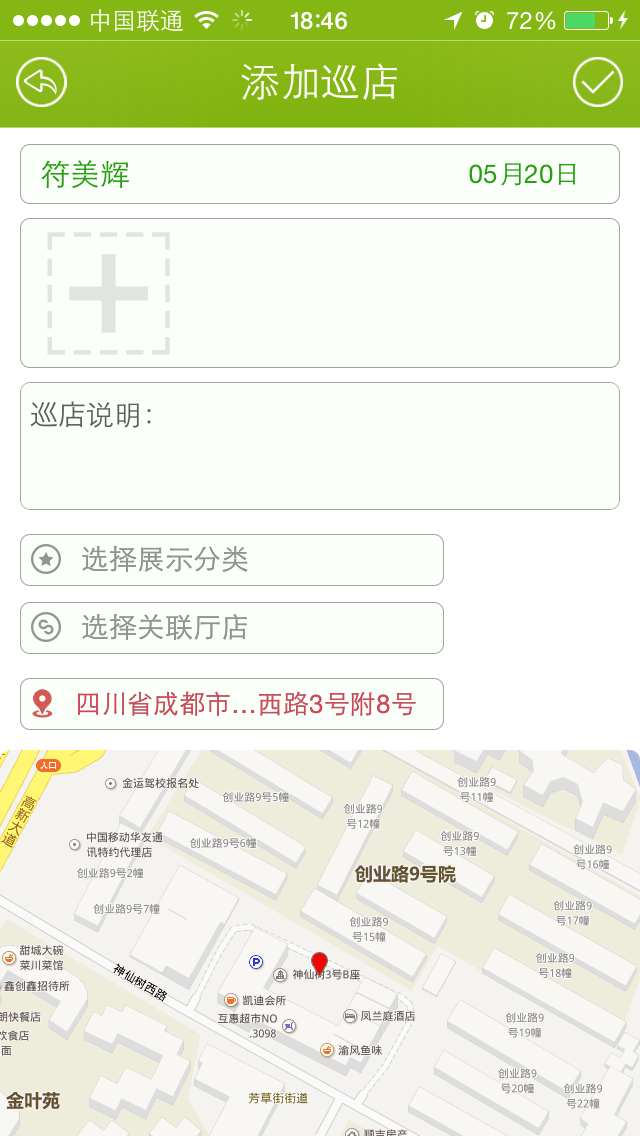 中国联通 18:46 72%
添加巡店
符美辉 05月20日
巡店说明：
选择展示分类
选择关联厅店
四川省成都市...西路3号附8号
入口
高新大道
金运驾校报名处
创业路9号5幢
创业路9
号11幢
创业路9
号12幢
中国移动华友通
讯特约代理店
创业路9号6幢
创业路9
号13幢
创业路9
号16幢
创业路9号2幢
创业路9号院
创业路9号7幢
创业路9
号15幢
创业路9
号17幢
甜城大碗
菜川菜馆
P
神仙树3号B座
创业路9
号18幢
神仙树西路
鑫创鑫招待所
凯迪会所
朗快餐店
互惠超市NO
.3098
凤兰庭酒店
创业路9
号19幢
饮食店
面
渝风鱼味
创业路9
号20幢
创业路9
号22幢
金叶苑
芳草街街道
顺吉房产